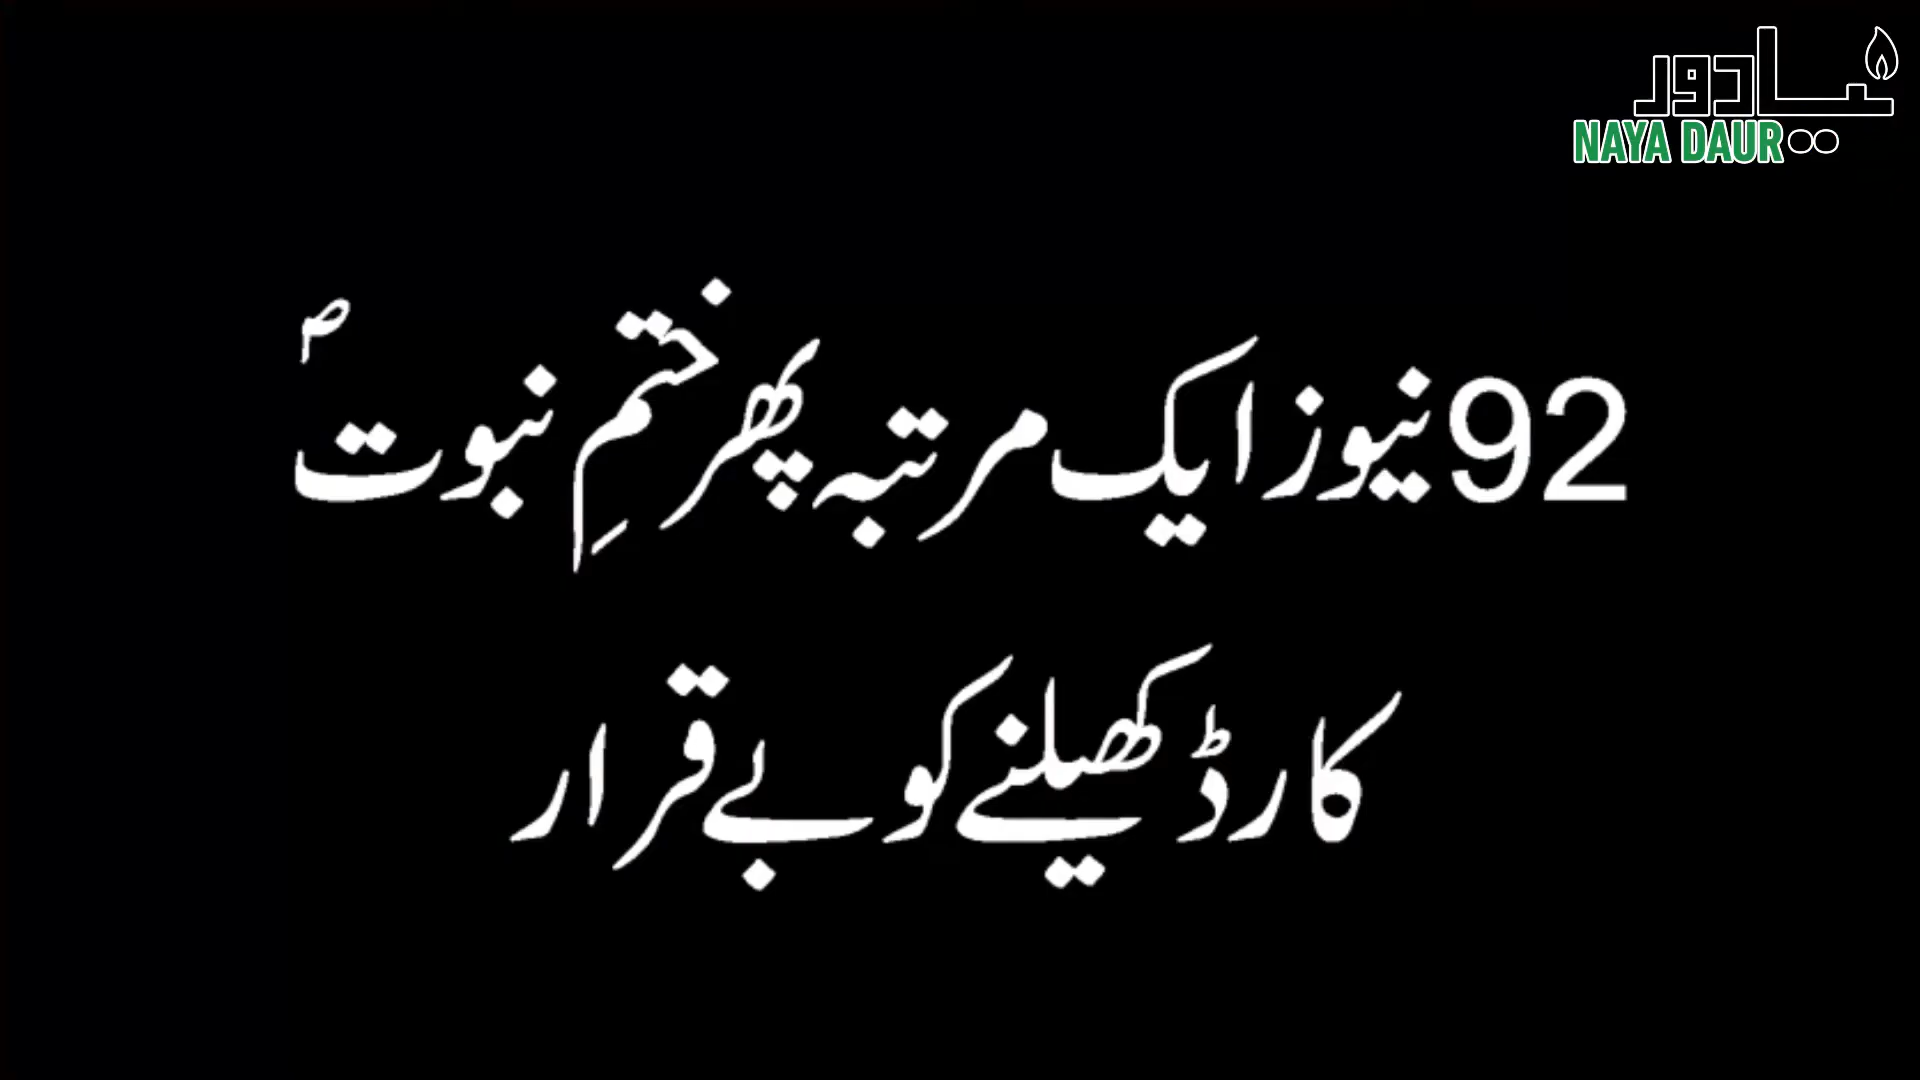 نیا دور
NAYA DAUR
92 نیوز ایک مرتبہ پھر ختمِ نبوتؐ
کارڈ کھیلنے کو بے قرار